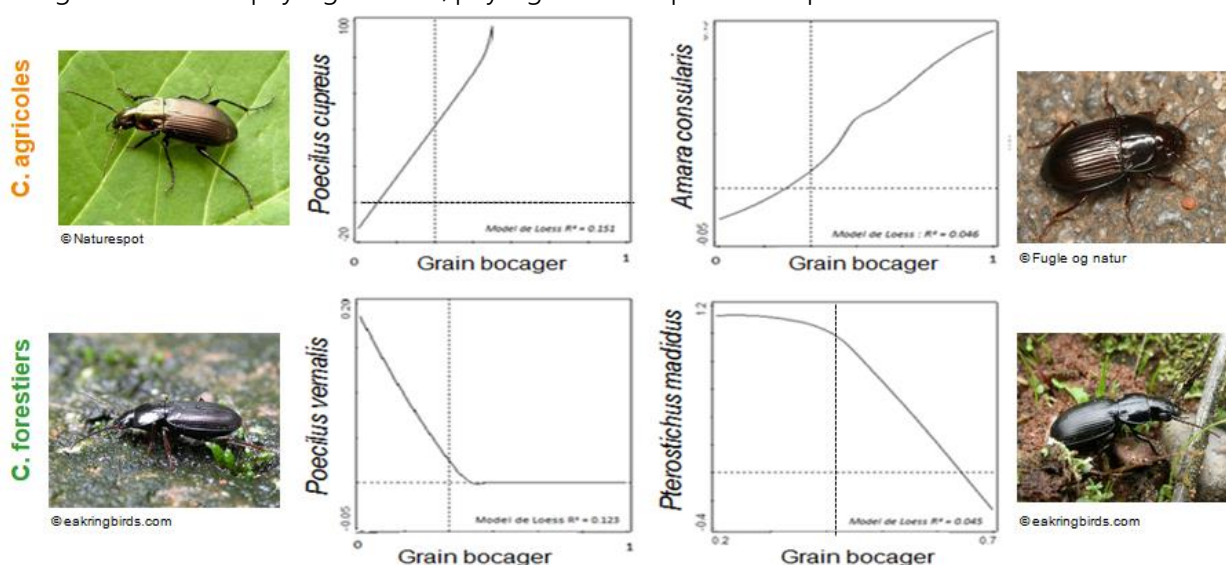 C. agricoles
©Naturespot
Poecilus cupreus
100
-20
Model de Loess R² = 0.151
0
1
Grain bocager
Amara consularis
-0.05
Model de Loess : R² = 0.046
0
1
Grain bocager
©Fugle og natur
C. forestiers
©eakringbirds.com
Poecilus vernalis
0.20
-0.05
Model de Loess R² = 0.123
0
1
Grain bocager
Pterostichus madidus
12
-0.4
Model de Loess R² = 0.045
0.2
0.7
Grain bocager
©eakringbirds.com